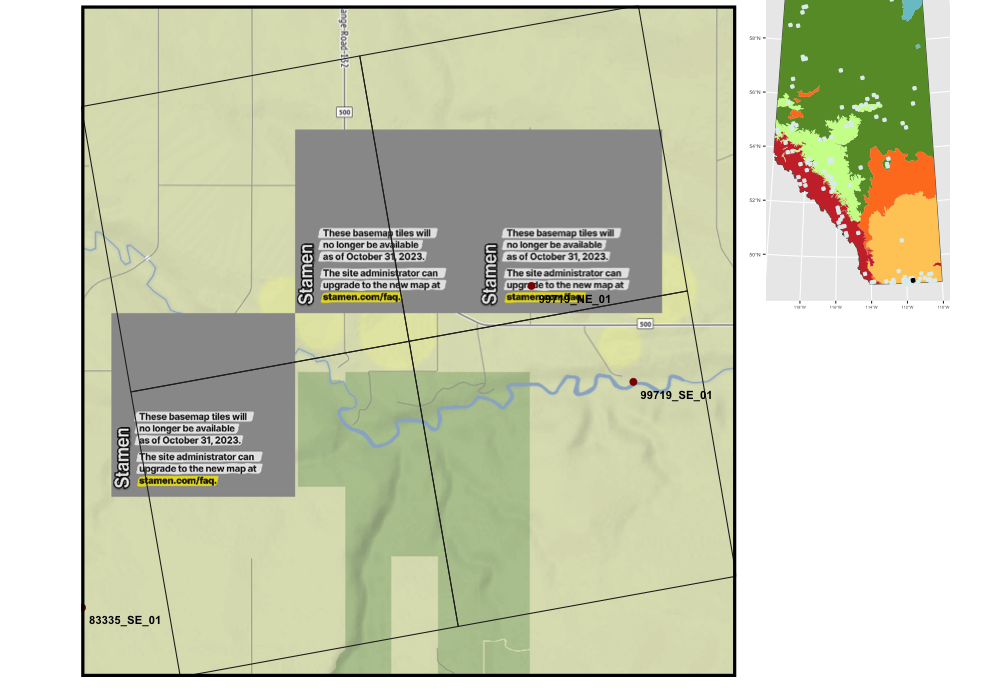 ange Road 152
500
Stamen
These basemap tiles will
no longer be available
as of October 31, 2023.
The site administrator can
upgrade to the new map at
stamen.com/faq.
Stamen
These basemap tiles will
no longer be available
as of October 31, 2023.
The site administrator can
upgrade to the new map at
99719_NE_01
500
99719_SE_01
Stamen
These basemap tiles will
no longer be available
as of October 31, 2023.
The site administrator can
upgrade to the new map at
stamen.com/faq.
83335_SE_01
58°N
56°N
54°N
52°N
50°N
118°W
116°W
114°W
112°W
110°W